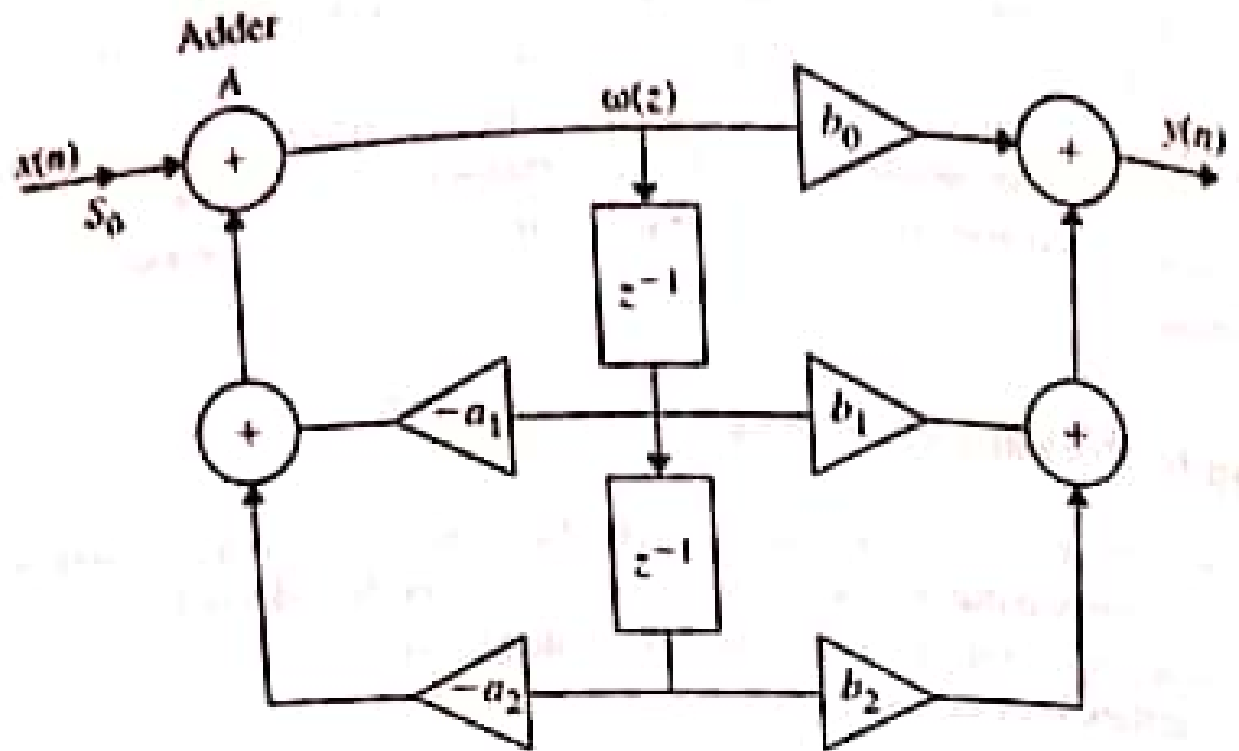 Adder
A
x(n)
S₀
+
ω(z)
b₀
+
y(n)
z⁻¹
+
−a₁
b₁
+
z⁻¹
−a₂
b₂